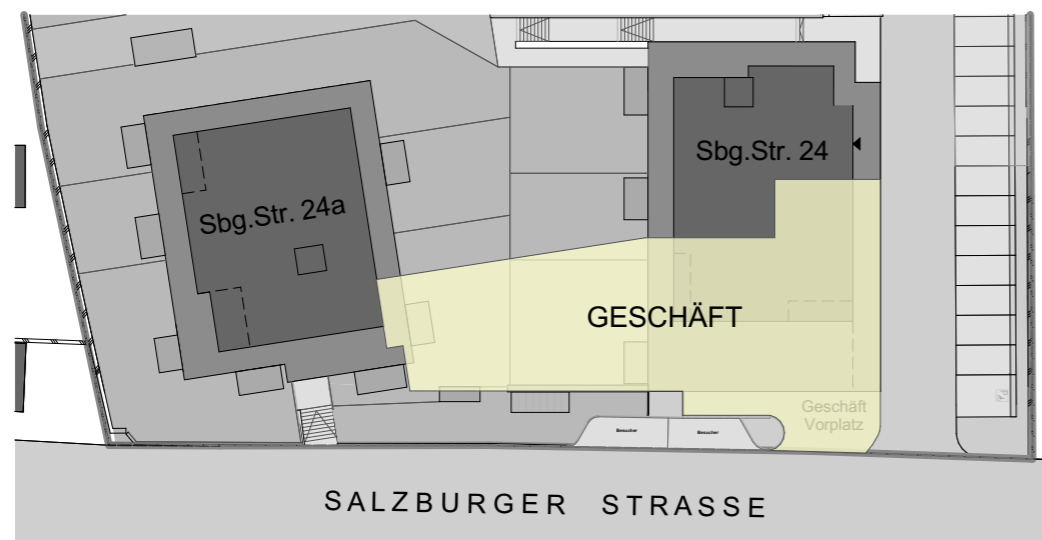 Sbg.Str. 24
Sbg.Str. 24a
GESCHÄFT
Geschäft
Vorplatz
Besucher
Besucher
SALZBURGER STRASSE